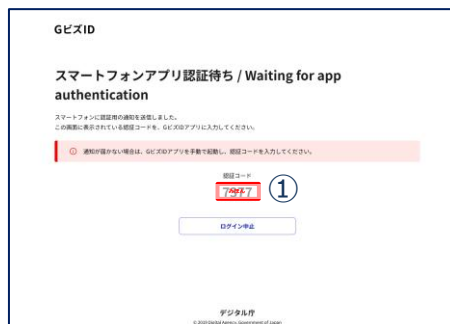 GビズID
スマートフォンアプリ認証待ち / Waiting for app
authentication
スマートフォンに認証用の通知を送信しました。
この画面に表示されている認証コードを、GビズIDアプリに入力してください。
通知が届かない場合は、GビズIDアプリを手動で起動し、認証コードを入力してください。
認証コード
①
ログイン中止
デジタル庁
© 2023 Digital Agency, Government of Japan